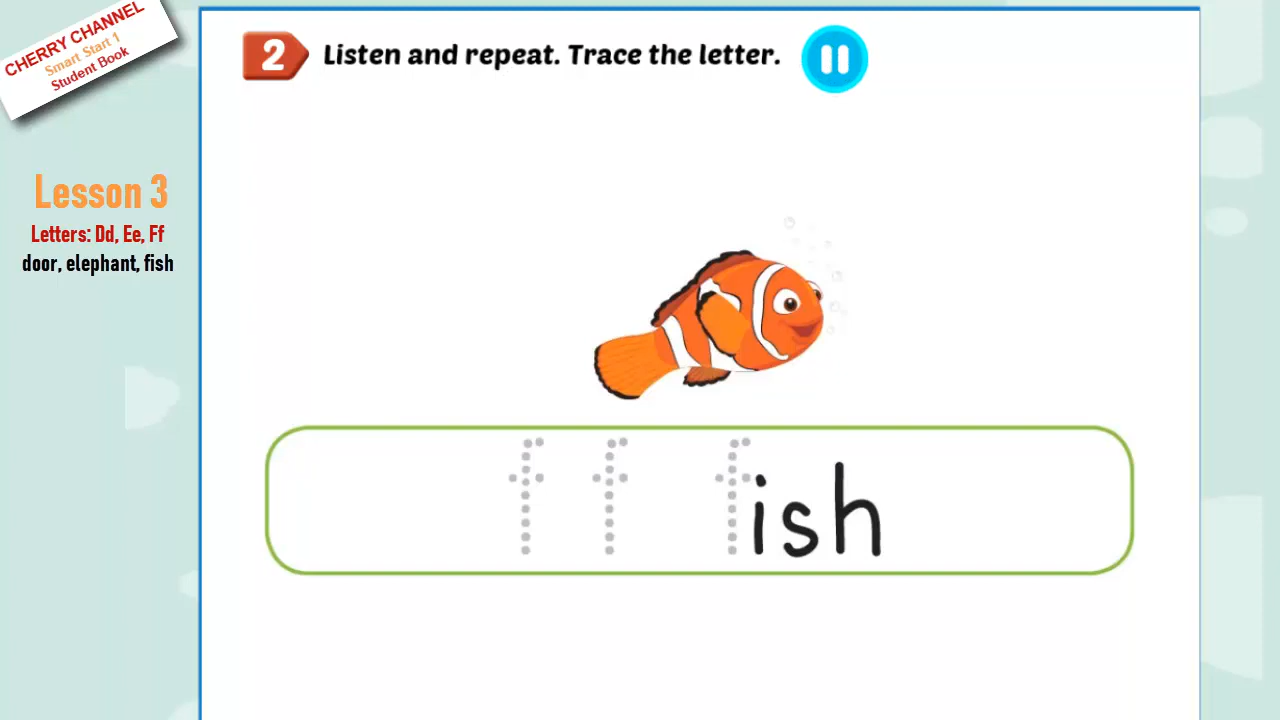 CHERRY CHANNEL
Smart Start 1
Student Book
2 Listen and repeat. Trace the letter.
Lesson 3
Letters: Dd, Ee, Ff
door, elephant, fish
f f fish